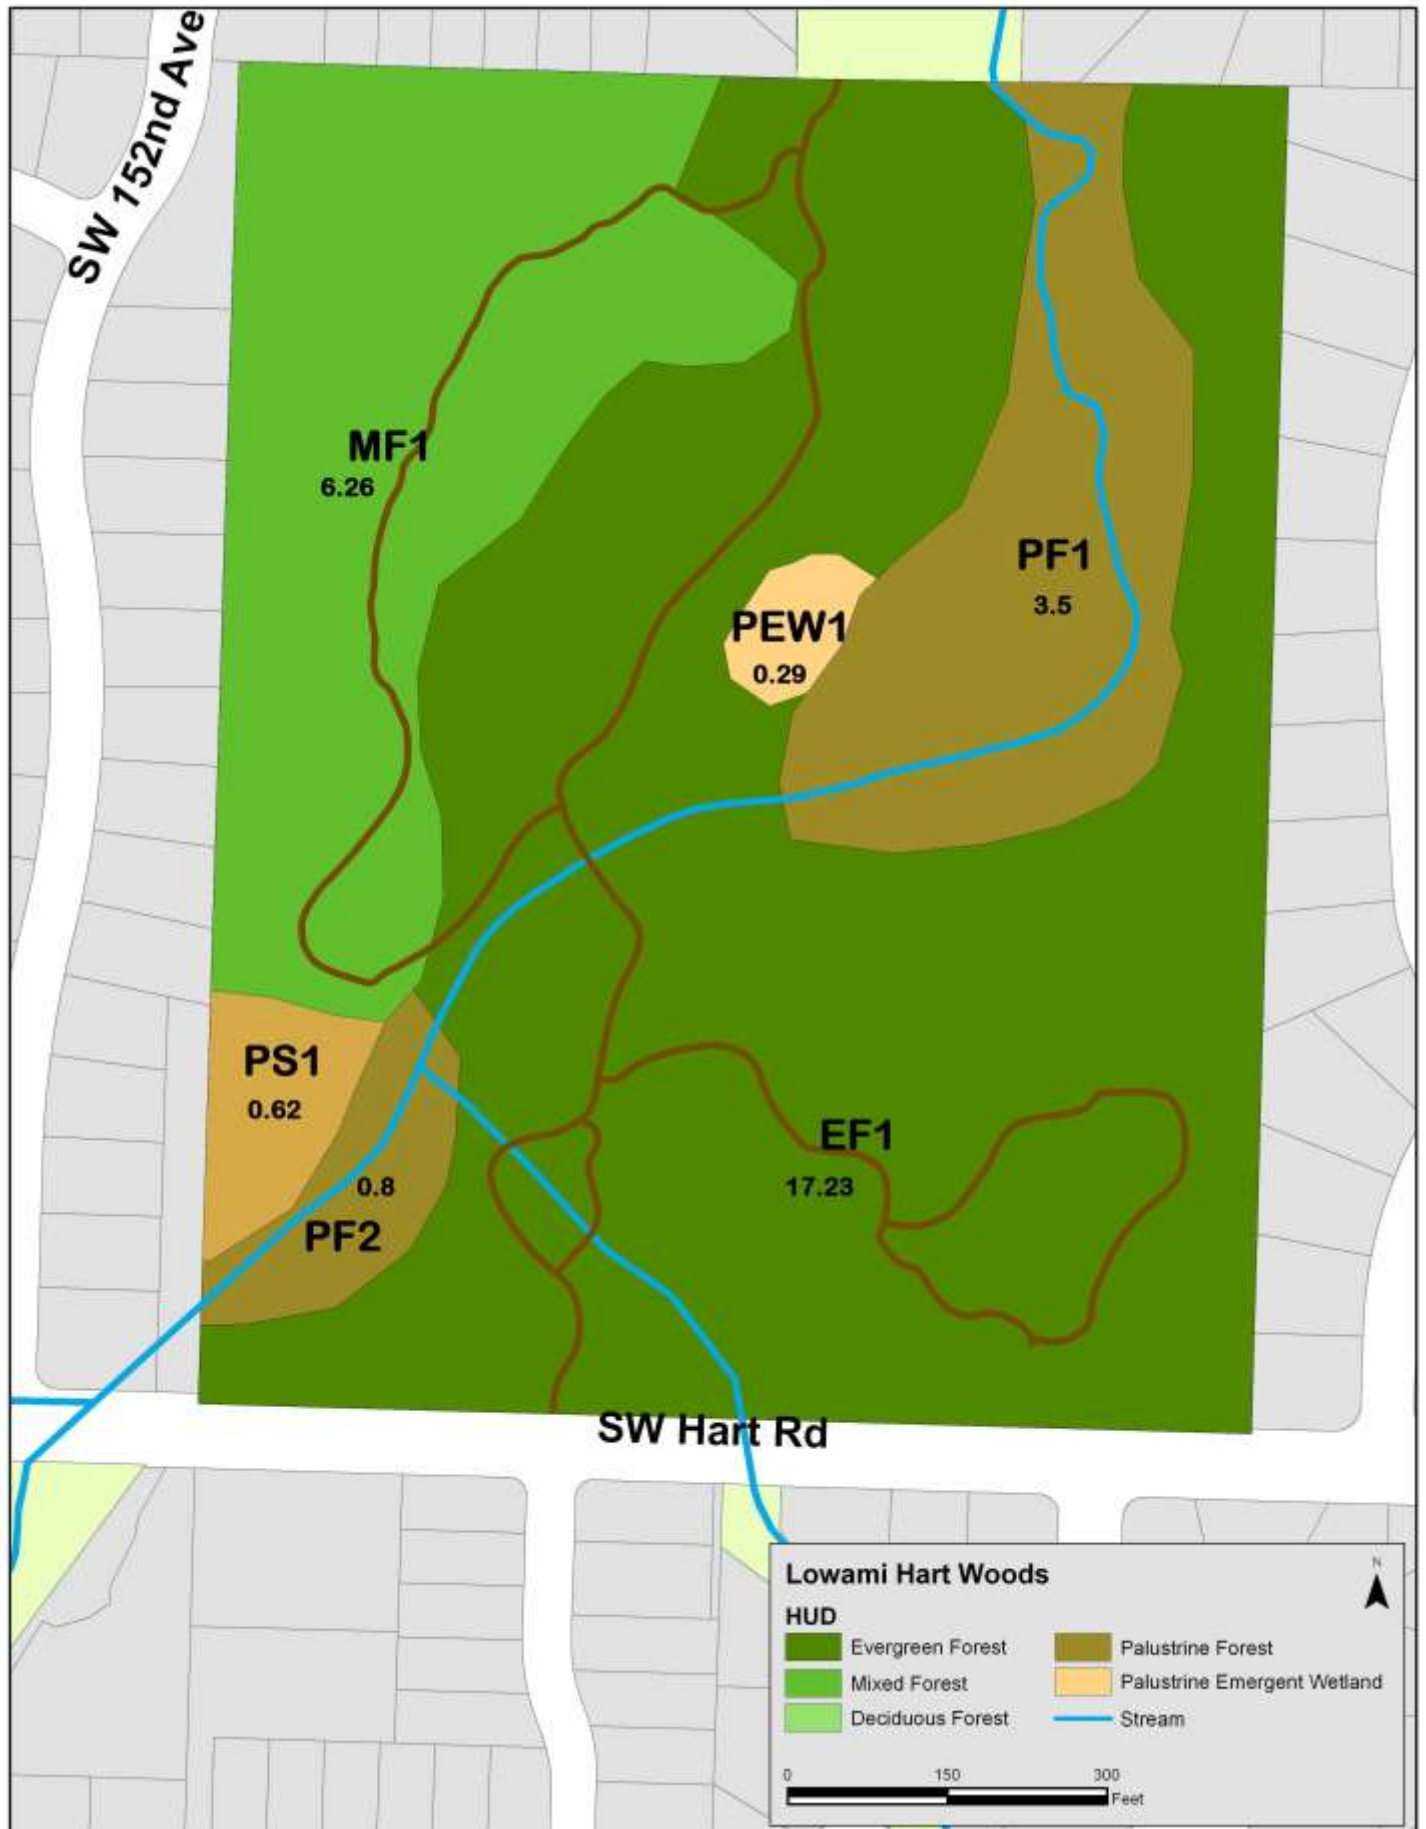 SW 152nd Ave
MF1
6.26
PF1
3.5
PEW1
0.29
PS1
0.62
EF1
17.23
0.8
PF2
SW Hart Rd
Lowami Hart Woods
N
HUD
Evergreen Forest
Palustrine Forest
Mixed Forest
Palustrine Emergent Wetland
Deciduous Forest
Stream
0 150 300
Feet